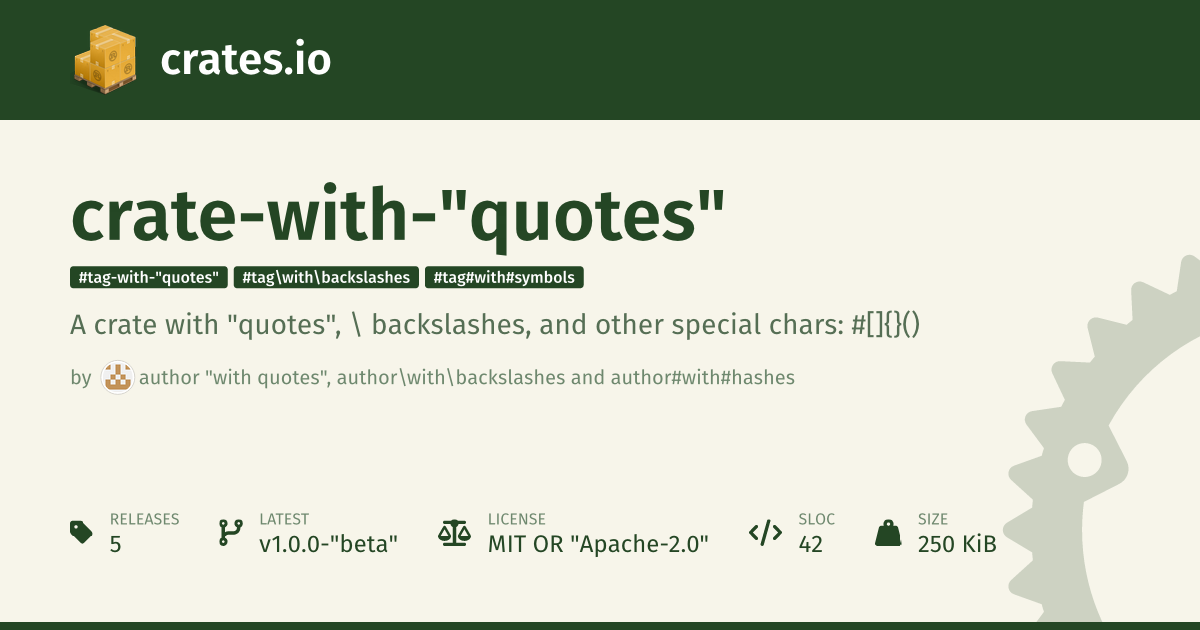 crates.io
crate-with-"quotes"
#tag-with-"quotes" #tag\with\backslashes #tag#with#symbols
A crate with "quotes", \ backslashes, and other special chars: #[]{}()
by author "with quotes", author\with\backslashes and author#with#hashes
RELEASES LATEST LICENSE SLOC SIZE
5 v1.0.0-"beta" MIT OR "Apache-2.0" 42 250 KiB